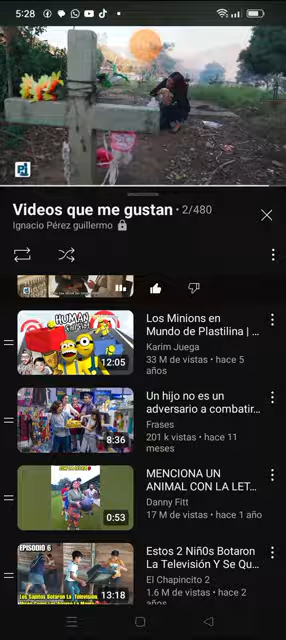 5:28
Videos que me gustan · 2/480
Ignacio Pérez guillermo
HUMAN
12:05
Los Minions en
Mundo de Plastilina | ...
Karim Juega
33 M de vistas · hace 5
años
8:36
Un hijo no es un
adversario a combatir...
Frases
201 k vistas · hace 11
meses
0:53
MENCIONA UN
ANIMAL CON LA LET...
Danny Fitt
17 M de vistas · hace 1 año
EPISODIO 6
13:18
Estos 2 Niñ0s Botaron
La Televisión Y Se Qu...
El Chapincito 2
1.6 M de vistas · hace 2
años